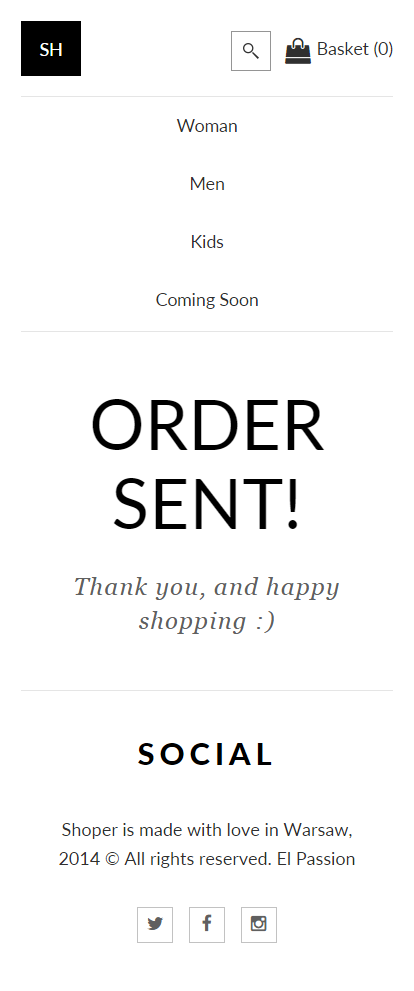 SH
Basket (0)
Woman
Men
Kids
Coming Soon
ORDER
SENT!
Thank you, and happy
shopping :)
SOCIAL
Shoper is made with love in Warsaw,
2014 © All rights reserved. El Passion